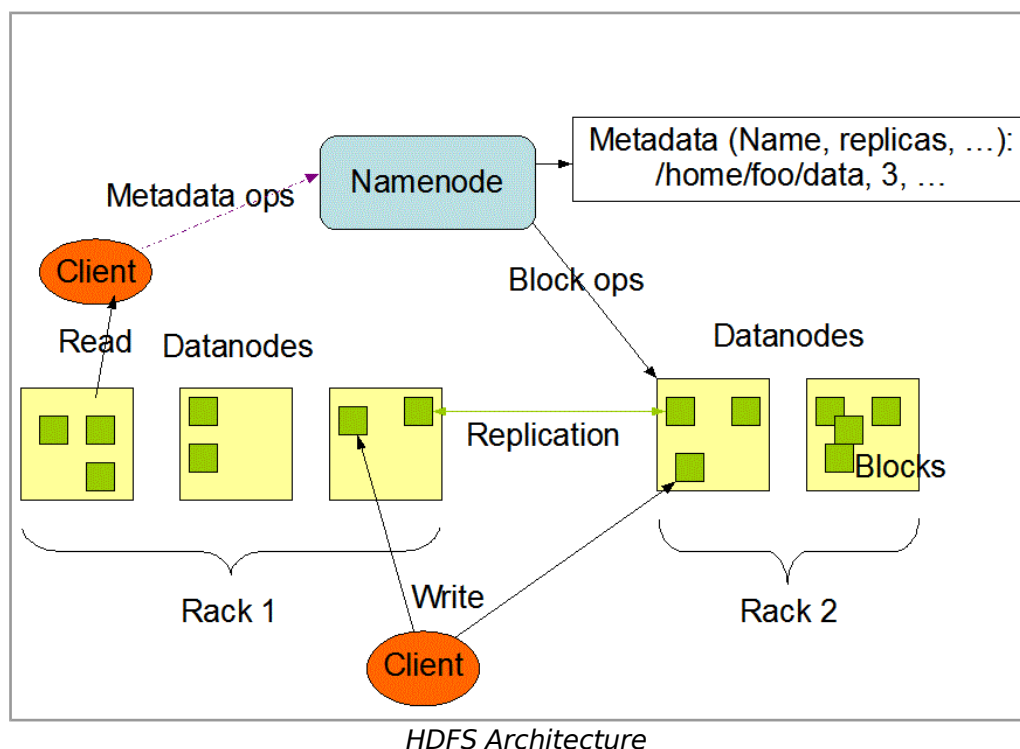 Metadata (Name, replicas, …):
/home/foo/data, 3, …
Namenode
Metadata ops
Client
Block ops
Read
Datanodes
Datanodes
Replication
Blocks
Rack 1
Write
Rack 2
Client
HDFS Architecture